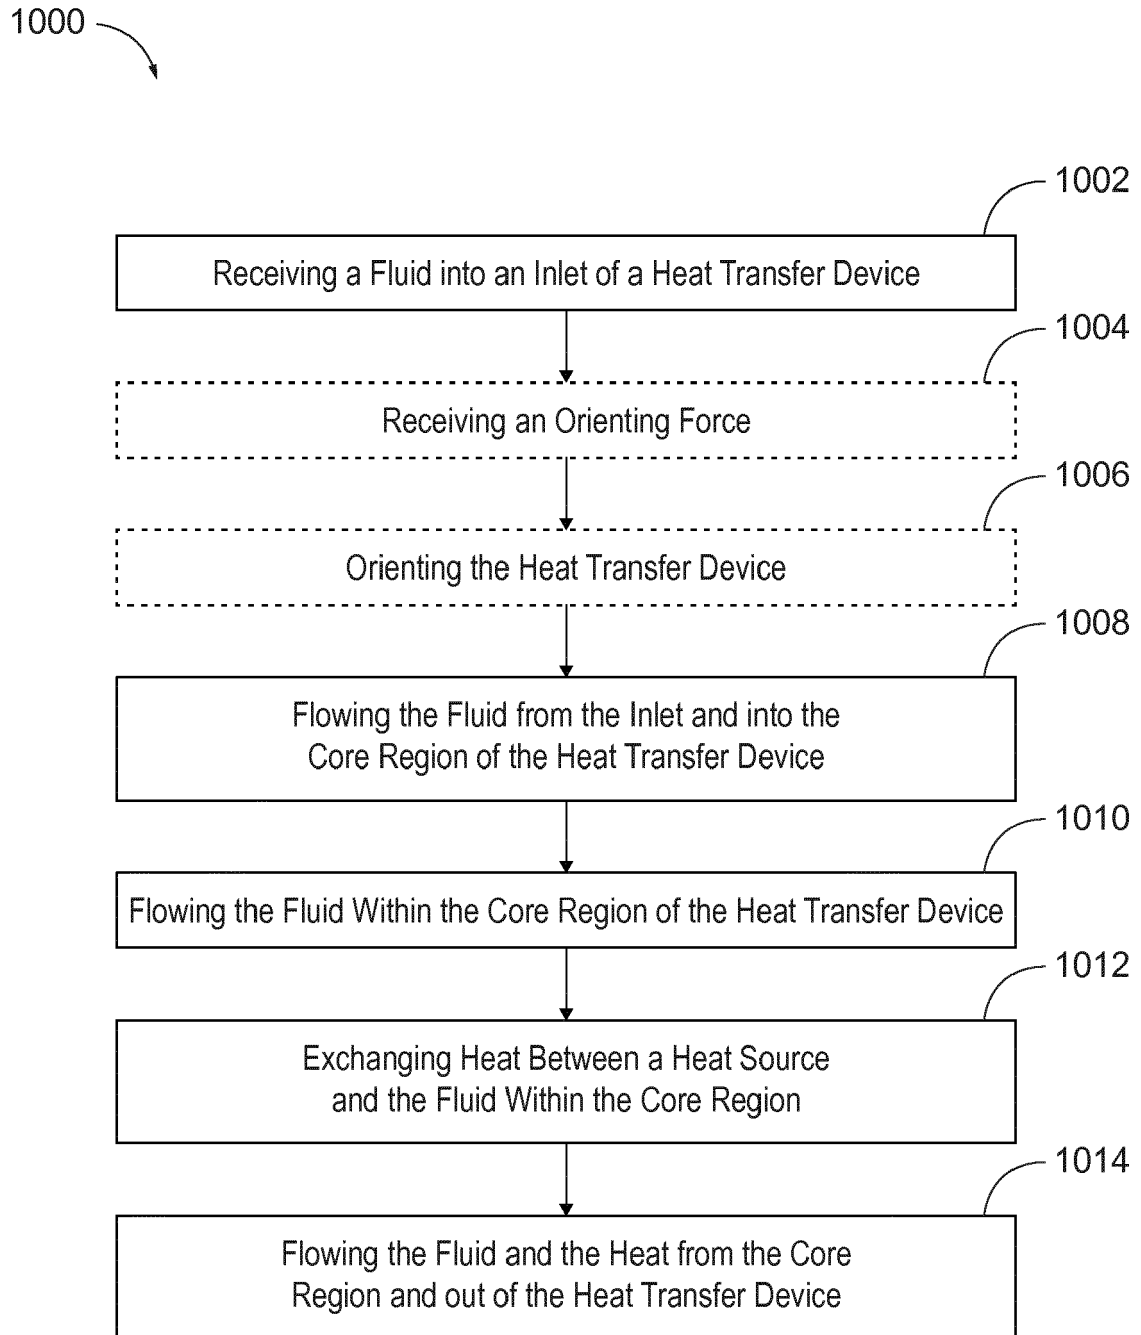 1000
1002
Receiving a Fluid into an Inlet of a Heat Transfer Device
1004
Receiving an Orienting Force
1006
Orienting the Heat Transfer Device
1008
Flowing the Fluid from the Inlet and into the
Core Region of the Heat Transfer Device
1010
Flowing the Fluid Within the Core Region of the Heat Transfer Device
1012
Exchanging Heat Between a Heat Source
and the Fluid Within the Core Region
1014
Flowing the Fluid and the Heat from the Core
Region and out of the Heat Transfer Device